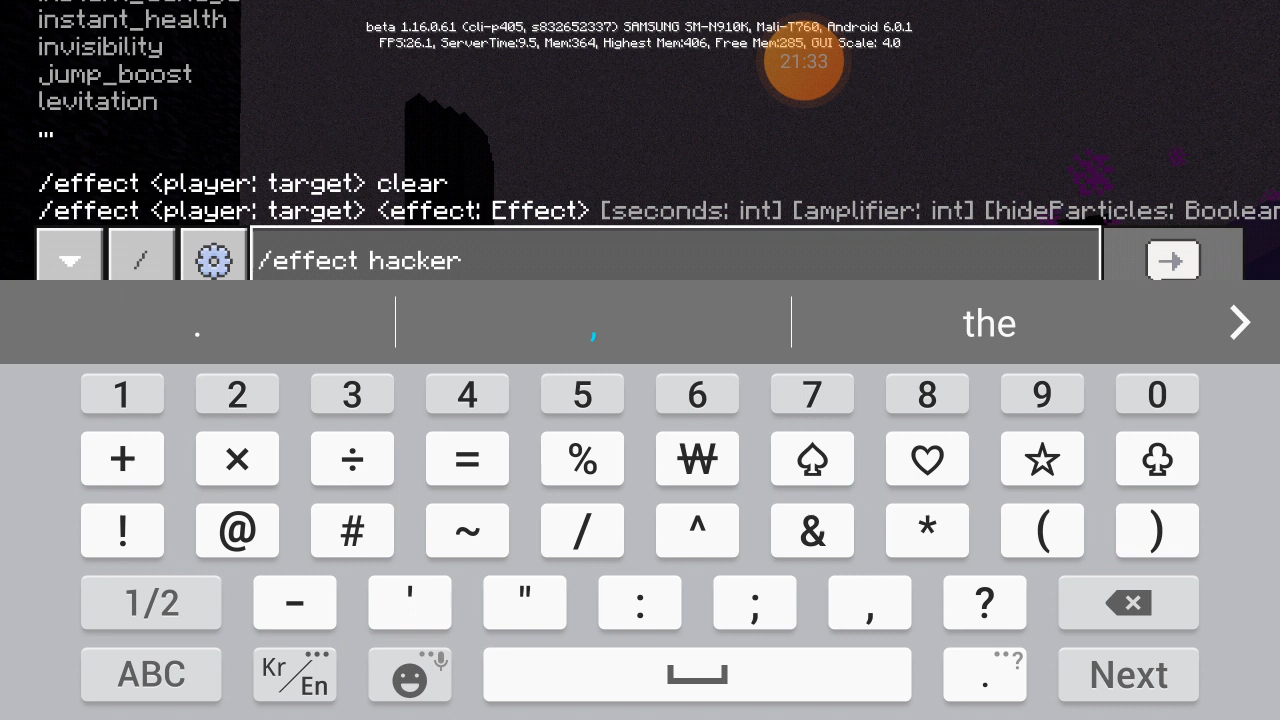 instant_health
invisibility
jump_boost
levitation
...
beta 1.16.0.61 (cli-p405, s832652337) SAMSUNG SM-N910K, Mali-T760, Android 6.0.1
FPS:26.1, ServerTime:9.5, Mem:364, Highest Mem:406, Free Mem:285, GUI Scale: 4.0
21:33
/effect <player: target> clear
/effect <player: target> <effect: Effect> [seconds: int] [amplifier: int] [hideParticles: Boolean
/
/effect hacker
. , the
1 2 3 4 5 6 7 8 9 0
+ × ÷ = % ₩ ♤ ♡ ☆ ♧
! @ # ~ / ^ & * ( )
1/2 - ' " : ; , ?
ABC Kr/En . ? Next